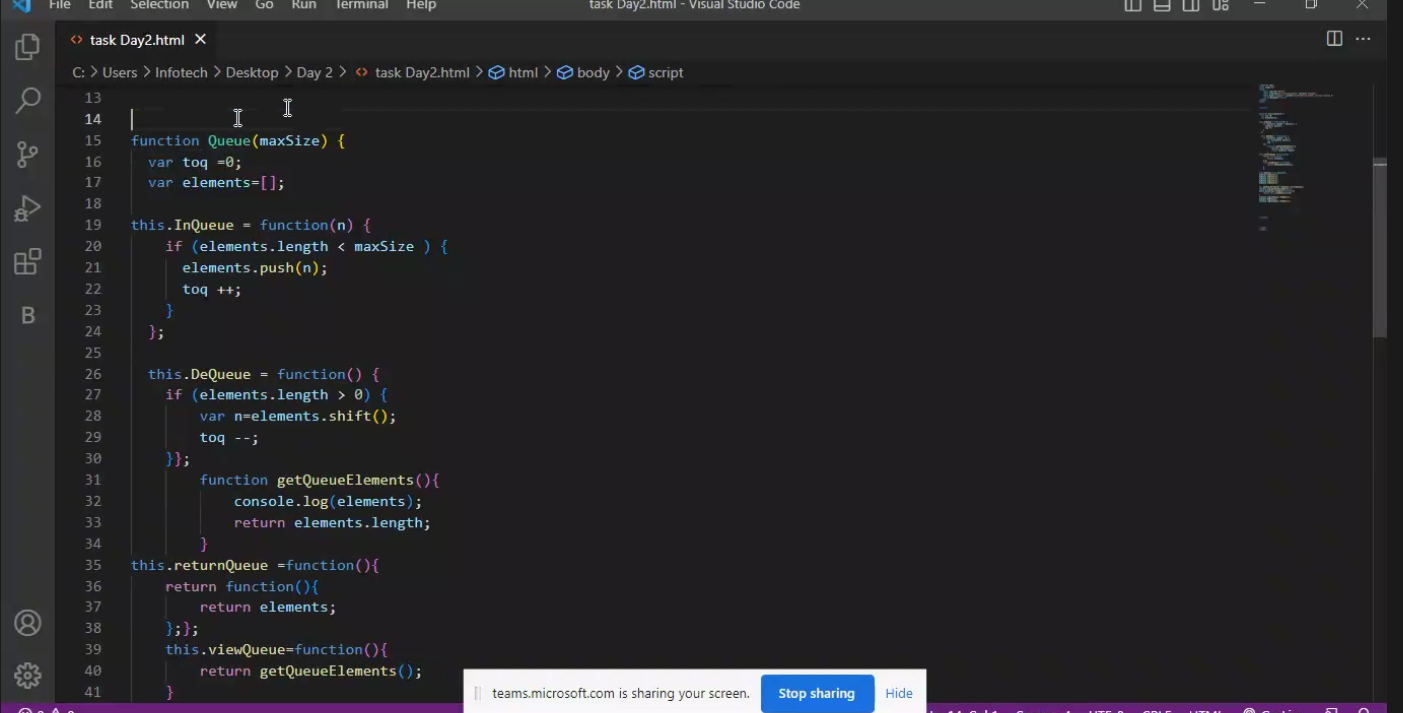 File Edit Selection View Go Run Terminal Help task Day2.html - Visual Studio Code
task Day2.html
C: > Users > Infotech > Desktop > Day 2 > task Day2.html > html > body > script
13
14
15 function Queue(maxSize) {
16 var toq =0;
17 var elements=[];
18
19 this.InQueue = function(n) {
20 if (elements.length < maxSize ) {
21 elements.push(n);
22 toq ++;
23 }
24 };
25
26 this.DeQueue = function() {
27 if (elements.length > 0) {
28 var n=elements.shift();
29 toq --;
30 }};
31 function getQueueElements(){
32 console.log(elements);
33 return elements.length;
34 }
35 this.returnQueue =function(){
36 return function(){
37 return elements;
38 };};
39 this.viewQueue=function(){
40 return getQueueElements();
41 }
B
teams.microsoft.com is sharing your screen. Stop sharing Hide